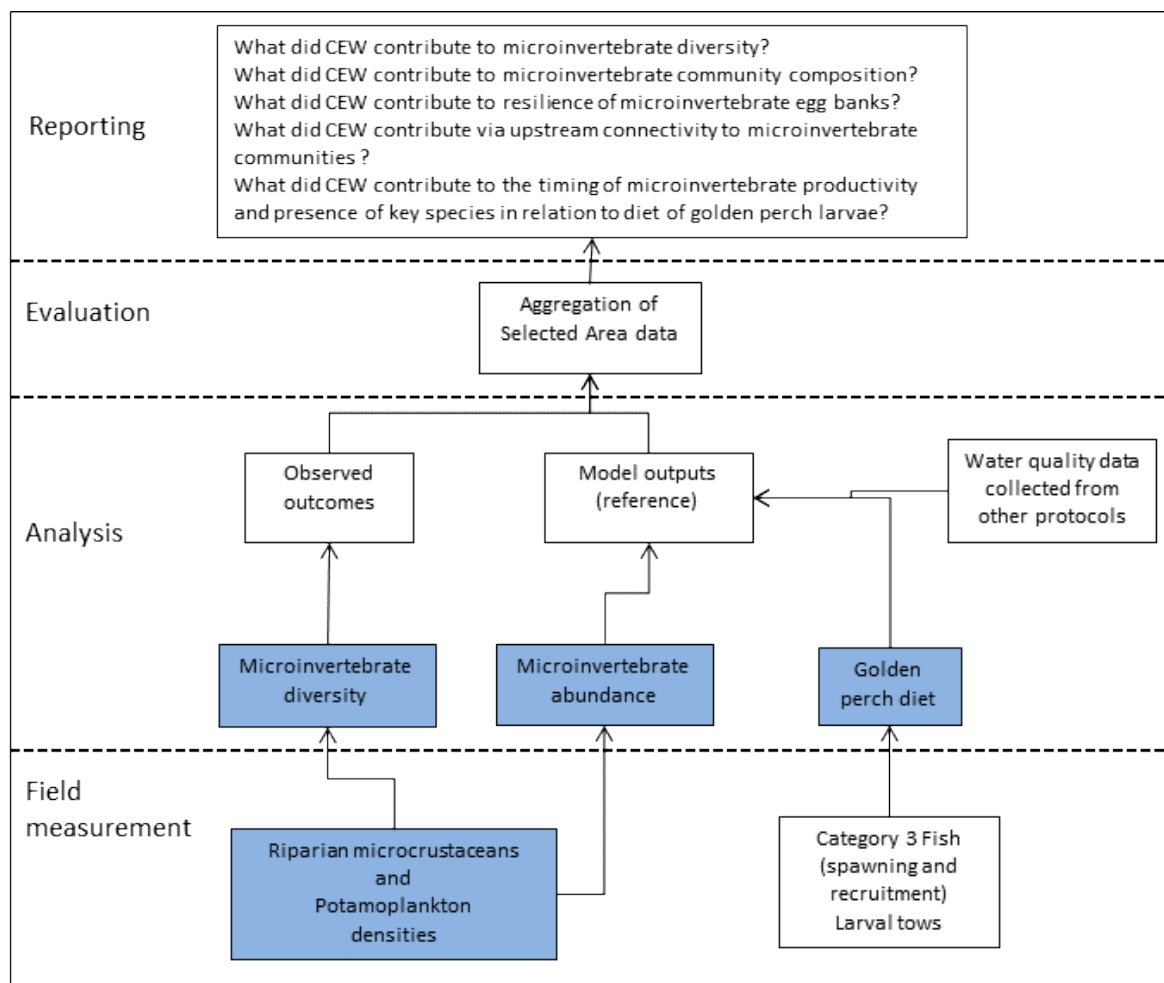 What did CEW contribute to microinvertebrate diversity?
What did CEW contribute to microinvertebrate community composition?
What did CEW contribute to resilience of microinvertebrate egg banks?
What did CEW contribute via upstream connectivity to microinvertebrate
communities ?
What did CEW contribute to the timing of microinvertebrate productivity
and presence of key species in relation to diet of golden perch larvae?
Reporting
Evaluation
Aggregation of
Selected Area data
Analysis
Observed
outcomes
Model outputs
(reference)
Water quality data
collected from
other protocols
Microinvertebrate
diversity
Microinvertebrate
abundance
Golden
perch diet
Field
measurement
Riparian microcrustaceans
and
Potamoplankton
densities
Category 3 Fish
(spawning and
recruitment)
Larval tows